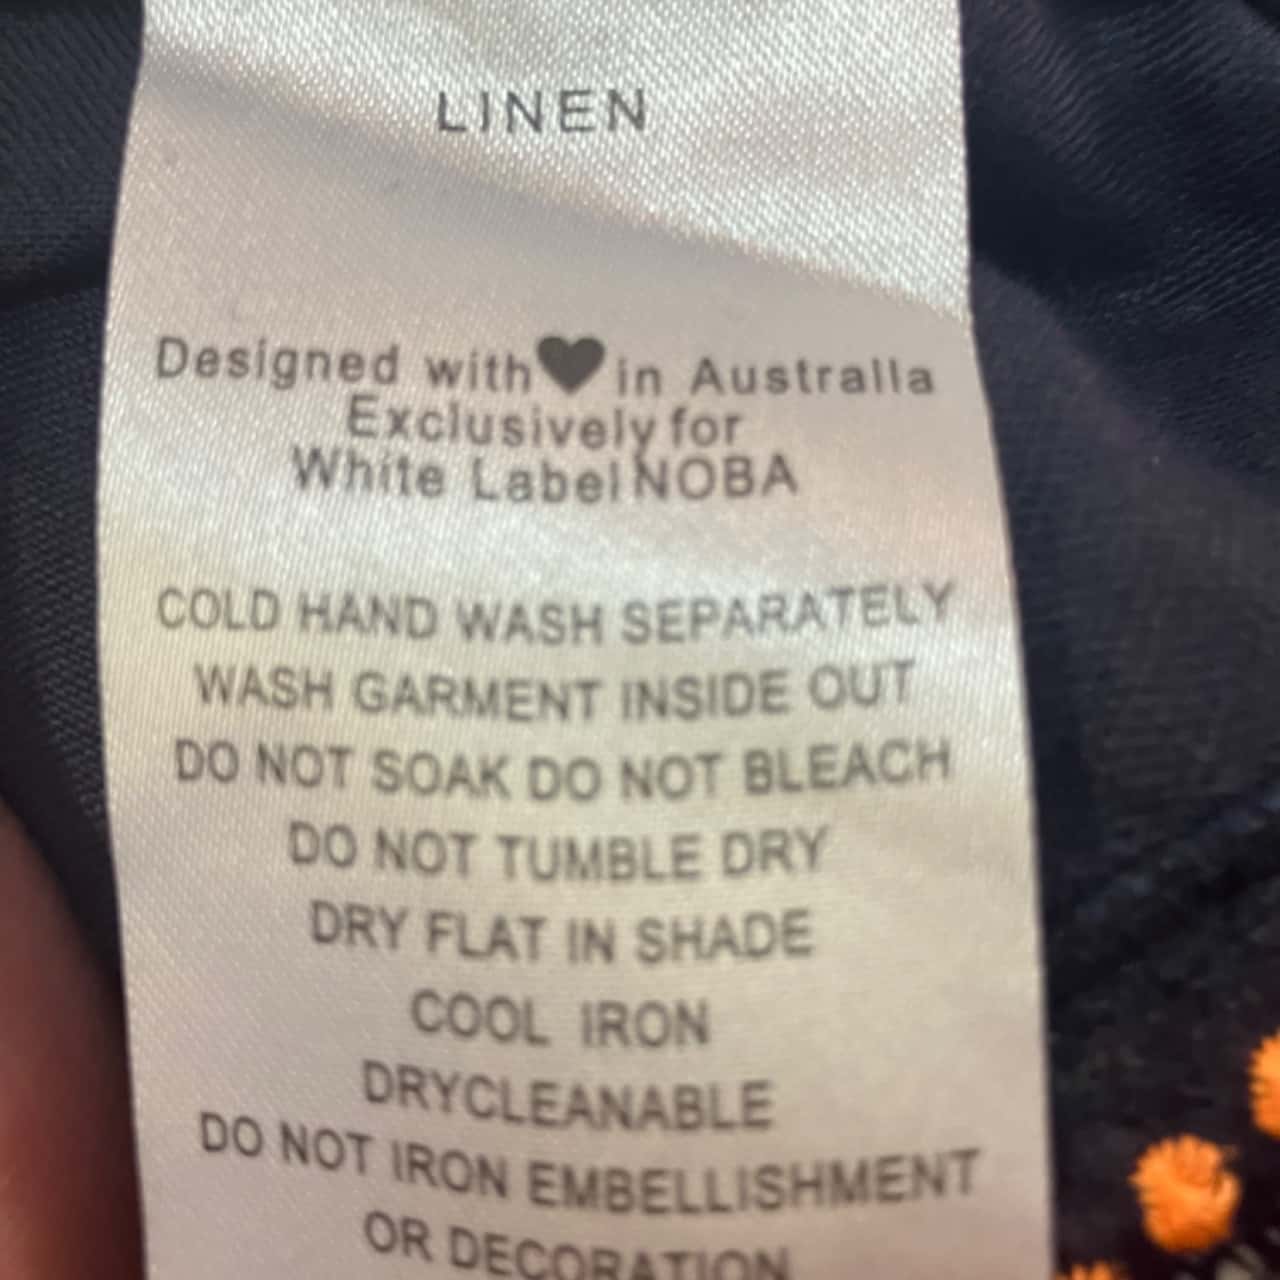 LINEN
Designed with ♥ in Australia
Exclusively for
White Label NOBA
COLD HAND WASH SEPARATELY
WASH GARMENT INSIDE OUT
DO NOT SOAK DO NOT BLEACH
DO NOT TUMBLE DRY
DRY FLAT IN SHADE
COOL IRON
DRYCLEANABLE
DO NOT IRON EMBELLISHMENT
OR DECORATION